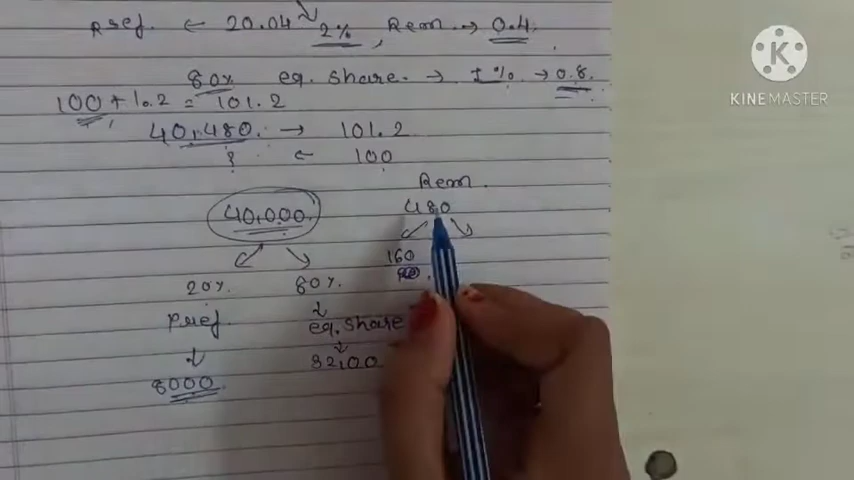 Pref. ← 20.04 2%, Rem. → 0.4.
80% eq. share. → 1% → 0.8.
100 + 1.2 = 101.2
40,480. → 101.2
? ← 100
Rem.
40,000. 480
160
20% 80%.
Pref. eq. share
8000 32,00
K
KINEMASTER